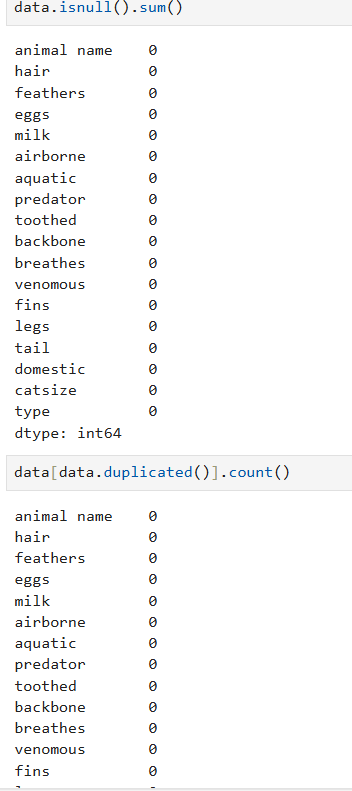 data.isnull().sum()
animal name 0
hair 0
feathers 0
eggs 0
milk 0
airborne 0
aquatic 0
predator 0
toothed 0
backbone 0
breathes 0
venomous 0
fins 0
legs 0
tail 0
domestic 0
catsize 0
type 0
dtype: int64
data[data.duplicated()].count()
animal name 0
hair 0
feathers 0
eggs 0
milk 0
airborne 0
aquatic 0
predator 0
toothed 0
backbone 0
breathes 0
venomous 0
fins 0